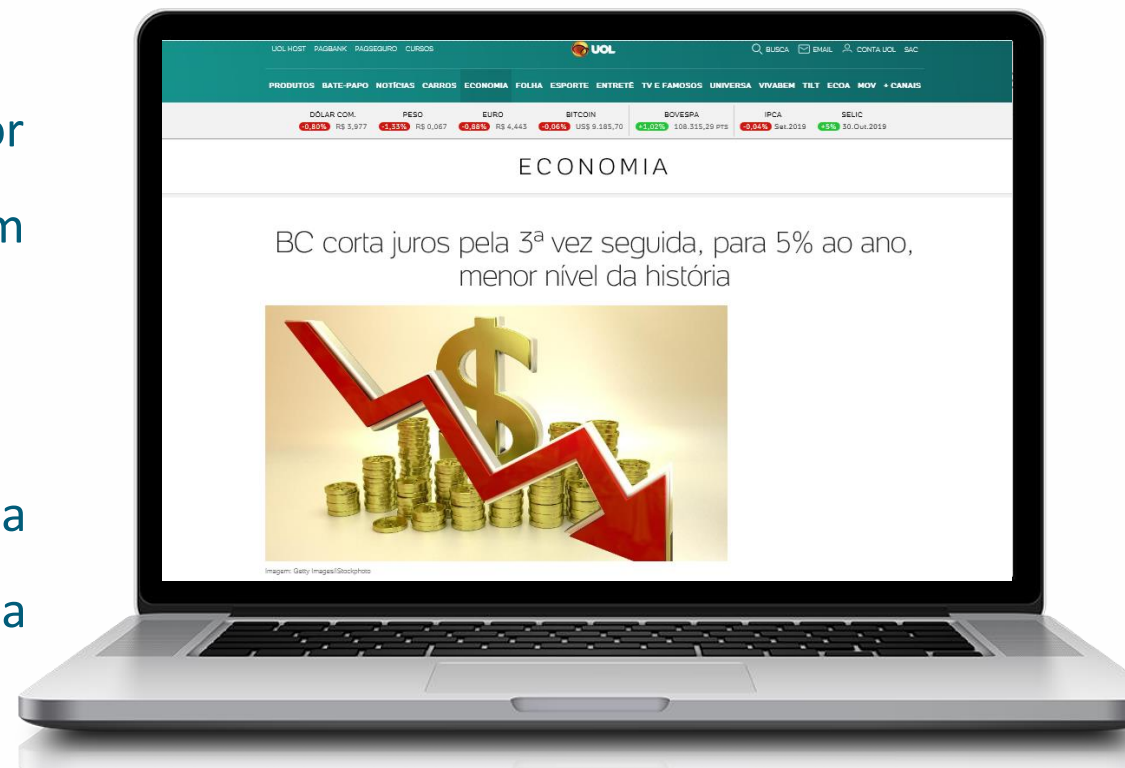 or
m
a
a
UOL HOST PAGBANK PAGSEGURO CURSOS UOL BUSCA EMAIL CONTA UOL SAC
PRODUTOS BATE-PAPO NOTÍCIAS CARROS ECONOMIA FOLHA ESPORTE ENTRETÊ TV E FAMOSOS UNIVERSA VIVABEM TILT ECOA MOV + CANAIS
DÓLAR COM. PESO EURO BITCOIN BOVESPA IPCA SELIC
-0,80% R$ 3,977 -1,33% R$ 0,067 -0,88% R$ 4,443 -0,06% US$ 9.185,70 +1,02% 108.315,29 PTS -0,04% Set.2019 +5% 30.Out.2019
ECONOMIA
BC corta juros pela 3ª vez seguida, para 5% ao ano,
menor nível da história
$
Imagem: Getty Images/iStockphoto